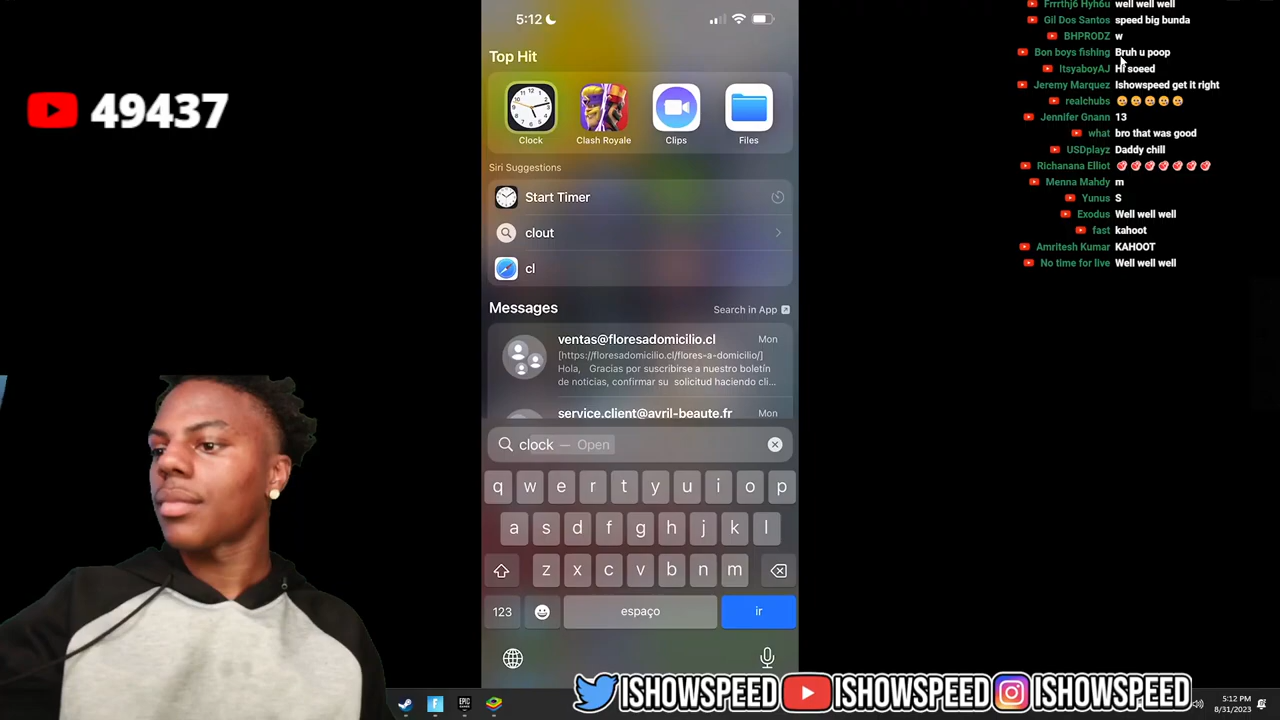 5:12
Top Hit
Clock
Clash Royale
Clips
Files
Siri Suggestions
Start Timer
clout
cl
Messages
Search in App
ventas@floresadomicilio.cl Mon
[https://floresadomicilio.cl/flores-a-domicilio/]
Hola, Gracias por suscribirse a nuestro boletín
de noticias, confirmar su solicitud haciendo cli...
service.client@avril-beaute.fr Mon
clock — Open
q w e r t y u i o p
a s d f g h j k l
z x c v b n m
123 espaço ir
49437
Frrrthj6 Hyh6u well well well
Gil Dos Santos speed big bunda
BHPRODZ w
Bon boys fishing Bruh u poop
ItsyaboyAJ Hi soeed
Jeremy Marquez Ishowspeed get it right
realchubs 😡😡😡😡😡
Jennifer Gnann 13
what bro that was good
USDplayz Daddy chill
Richanana Elliot
Menna Mahdy m
Yunus S
Exodus Well well well
fast kahoot
Amritesh Kumar KAHOOT
No time for live Well well well
ISHOWSPEED ISHOWSPEED ISHOWSPEED
5:12 PM
8/31/2023